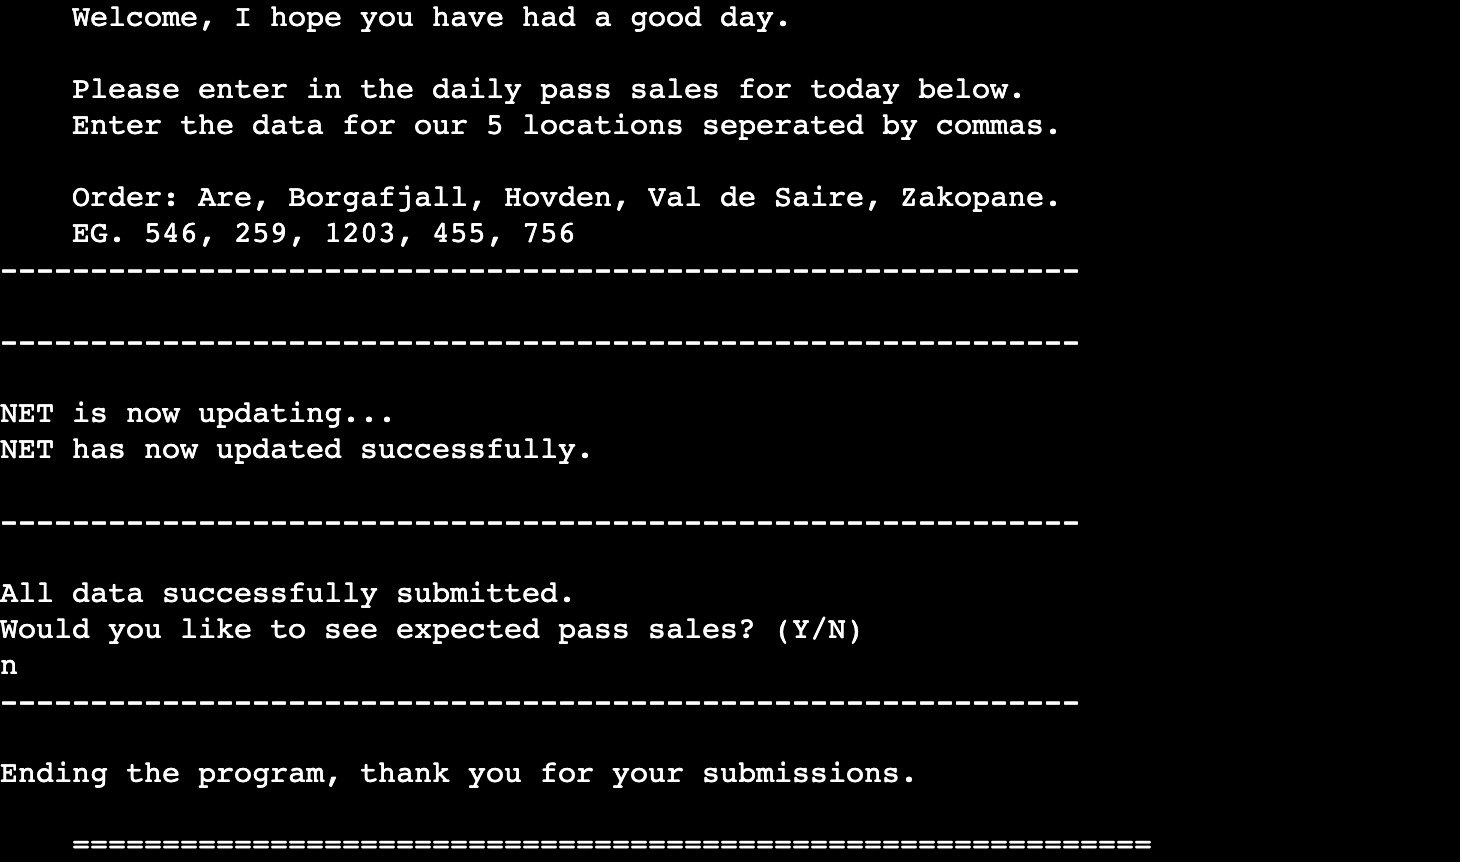 Welcome, I hope you have had a good day.
Please enter in the daily pass sales for today below.
Enter the data for our 5 locations seperated by commas.
Order: Are, Borgafjall, Hovden, Val de Saire, Zakopane.
EG. 546, 259, 1203, 455, 756
------------------------------------------------------------
------------------------------------------------------------
NET is now updating...
NET has now updated successfully.
------------------------------------------------------------
All data successfully submitted.
Would you like to see expected pass sales? (Y/N)
n
------------------------------------------------------------
Ending the program, thank you for your submissions.
============================================================